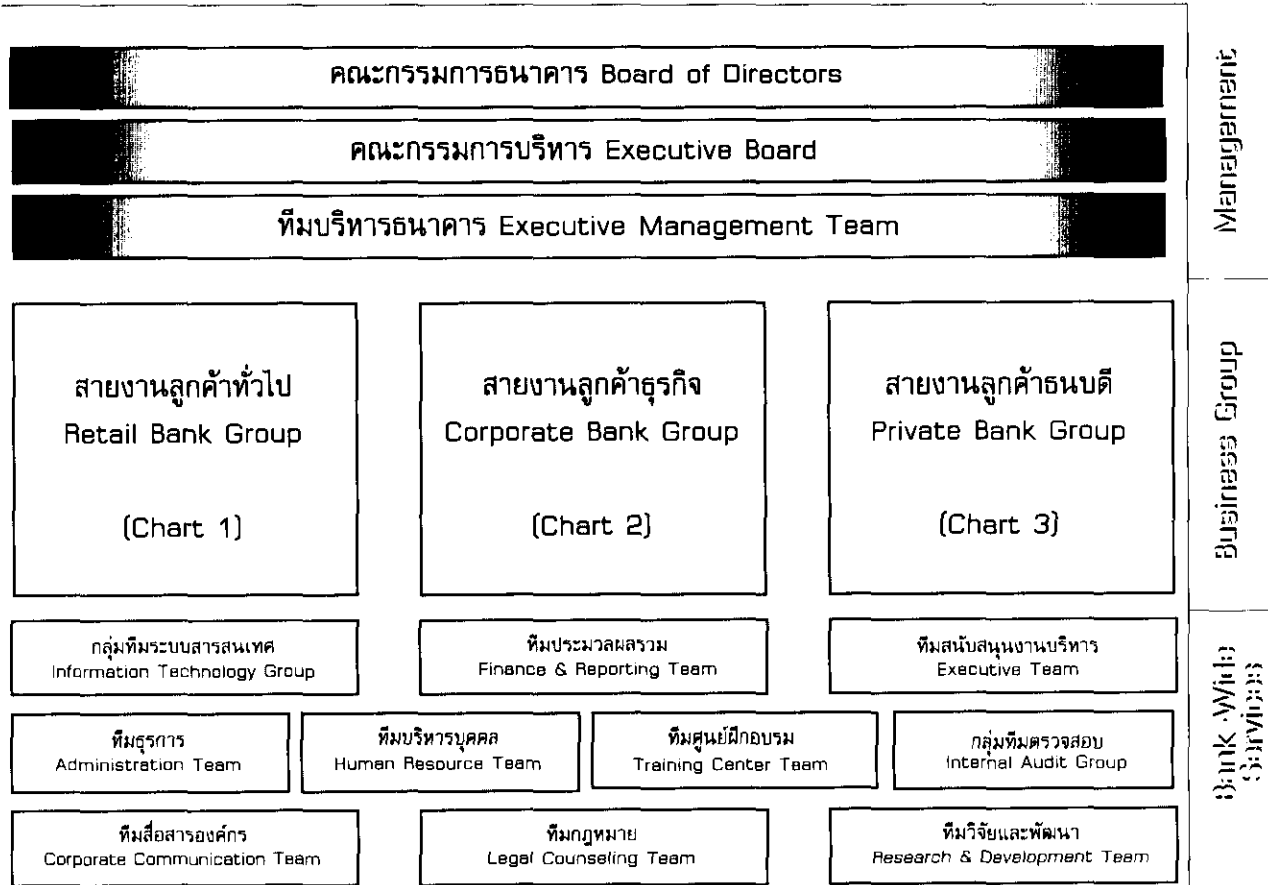 คณะกรรมการธนาคาร Board of Directors
คณะกรรมการบริหาร Executive Board
ทีมบริหารธนาคาร Executive Management Team
Management
สายงานลูกค้าทั่วไป
Retail Bank Group
(Chart 1)
สายงานลูกค้าธุรกิจ
Corporate Bank Group
(Chart 2)
สายงานลูกค้าธนบดี
Private Bank Group
(Chart 3)
Business Group
กลุ่มทีมระบบสารสนเทศ
Information Technology Group
ทีมประมวลผลรวม
Finance & Reporting Team
ทีมสนับสนุนงานบริหาร
Executive Team
ทีมธุรการ
Administration Team
ทีมบริหารบุคคล
Human Resource Team
ทีมศูนย์ฝึกอบรม
Training Center Team
กลุ่มทีมตรวจสอบ
Internal Audit Group
ทีมสื่อสารองค์กร
Corporate Communication Team
ทีมกฎหมาย
Legal Counseling Team
ทีมวิจัยและพัฒนา
Research & Development Team
Bank-Wide
Services